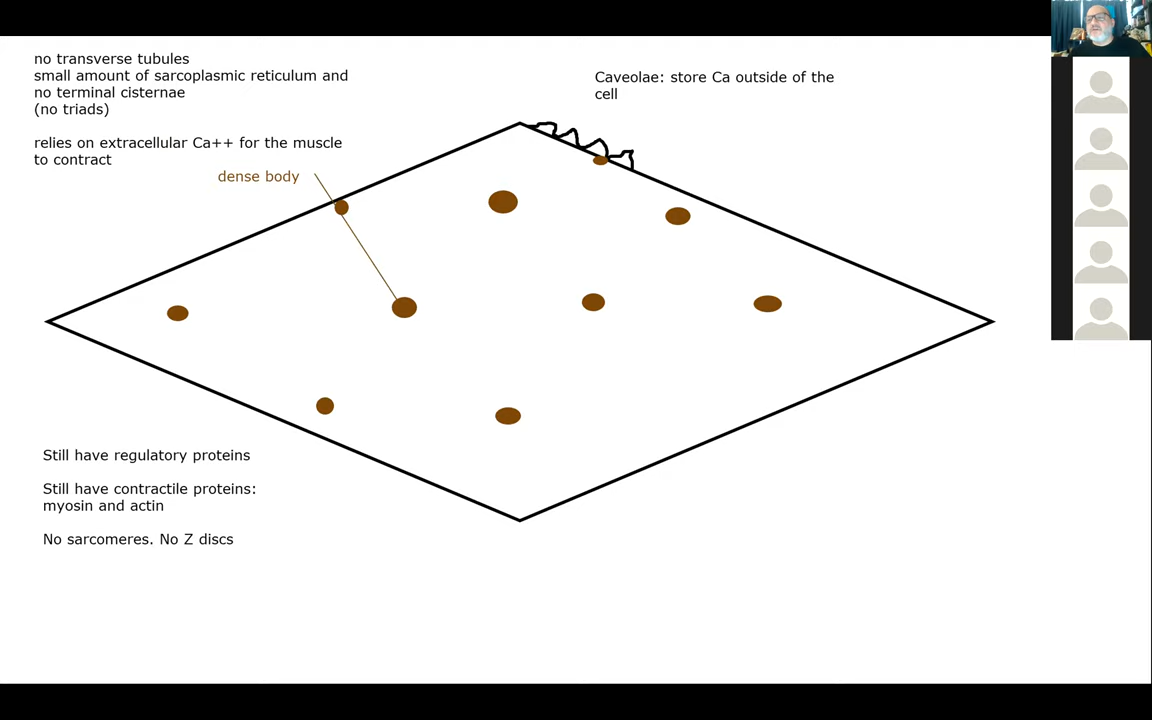 no transverse tubules
small amount of sarcoplasmic reticulum and
no terminal cisternae
(no triads)
relies on extracellular Ca++ for the muscle
to contract
dense body
Caveolae: store Ca outside of the
cell
Still have regulatory proteins
Still have contractile proteins:
myosin and actin
No sarcomeres. No Z discs